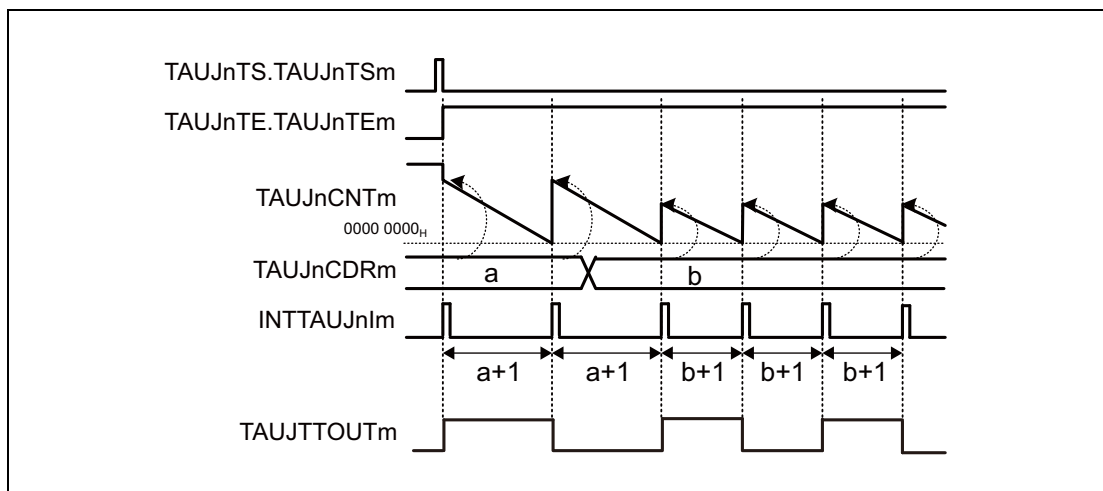 TAUJnTS.TAUJnTSm
TAUJnTE.TAUJnTEm
TAUJnCNTm
0000 0000H
TAUJnCDRm
a
b
INTTAUJnIm
a+1
a+1
b+1
b+1
b+1
TAUJTTOUTm